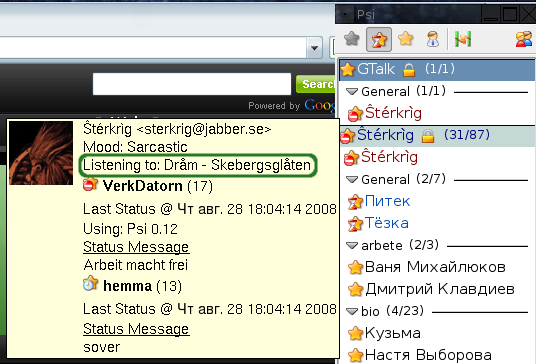 Psi
GTalk (1/1)
General (1/1)
Ŝtérkrìg
Ŝtérkrìg (31/87)
Ŝtérkrìg
General (2/7)
Питек
Тёзка
arbete (2/3)
Ваня Михайлюков
Дмитрий Клавдиев
bio (4/23)
Кузьма
Настя Выборова
Search
Powered by Goo
Ŝtérkrìg <sterkrig@jabber.se>
Mood: Sarcastic
Listening to: Dråm - Skebergsglåten
VerkDatorn (17)
Last Status @ Чт авг. 28 18:04:14 2008
Using: Psi 0.12
Status Message
Arbeit macht frei
hemma (13)
Last Status @ Чт авг. 28 18:04:14 2008
Status Message
sover